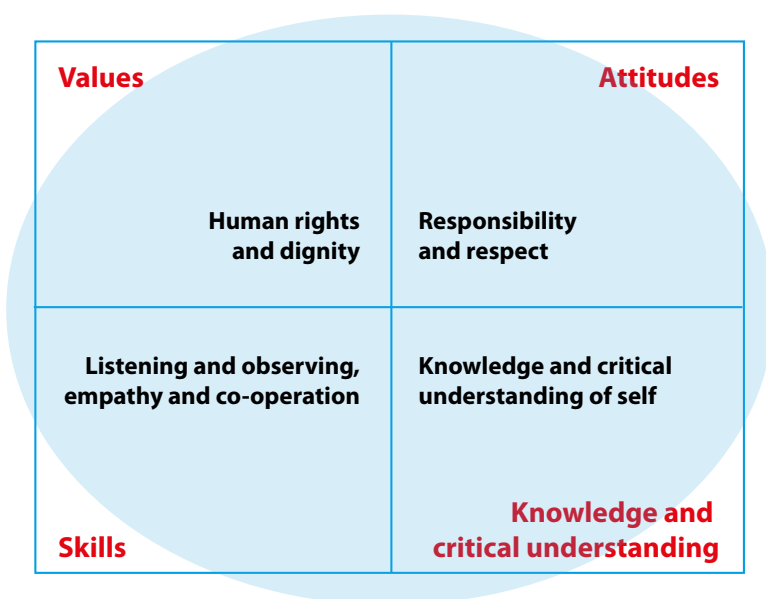 Values
Attitudes
Human rights
and dignity
Responsibility
and respect
Listening and observing,
empathy and co-operation
Knowledge and critical
understanding of self
Skills
Knowledge and
critical understanding